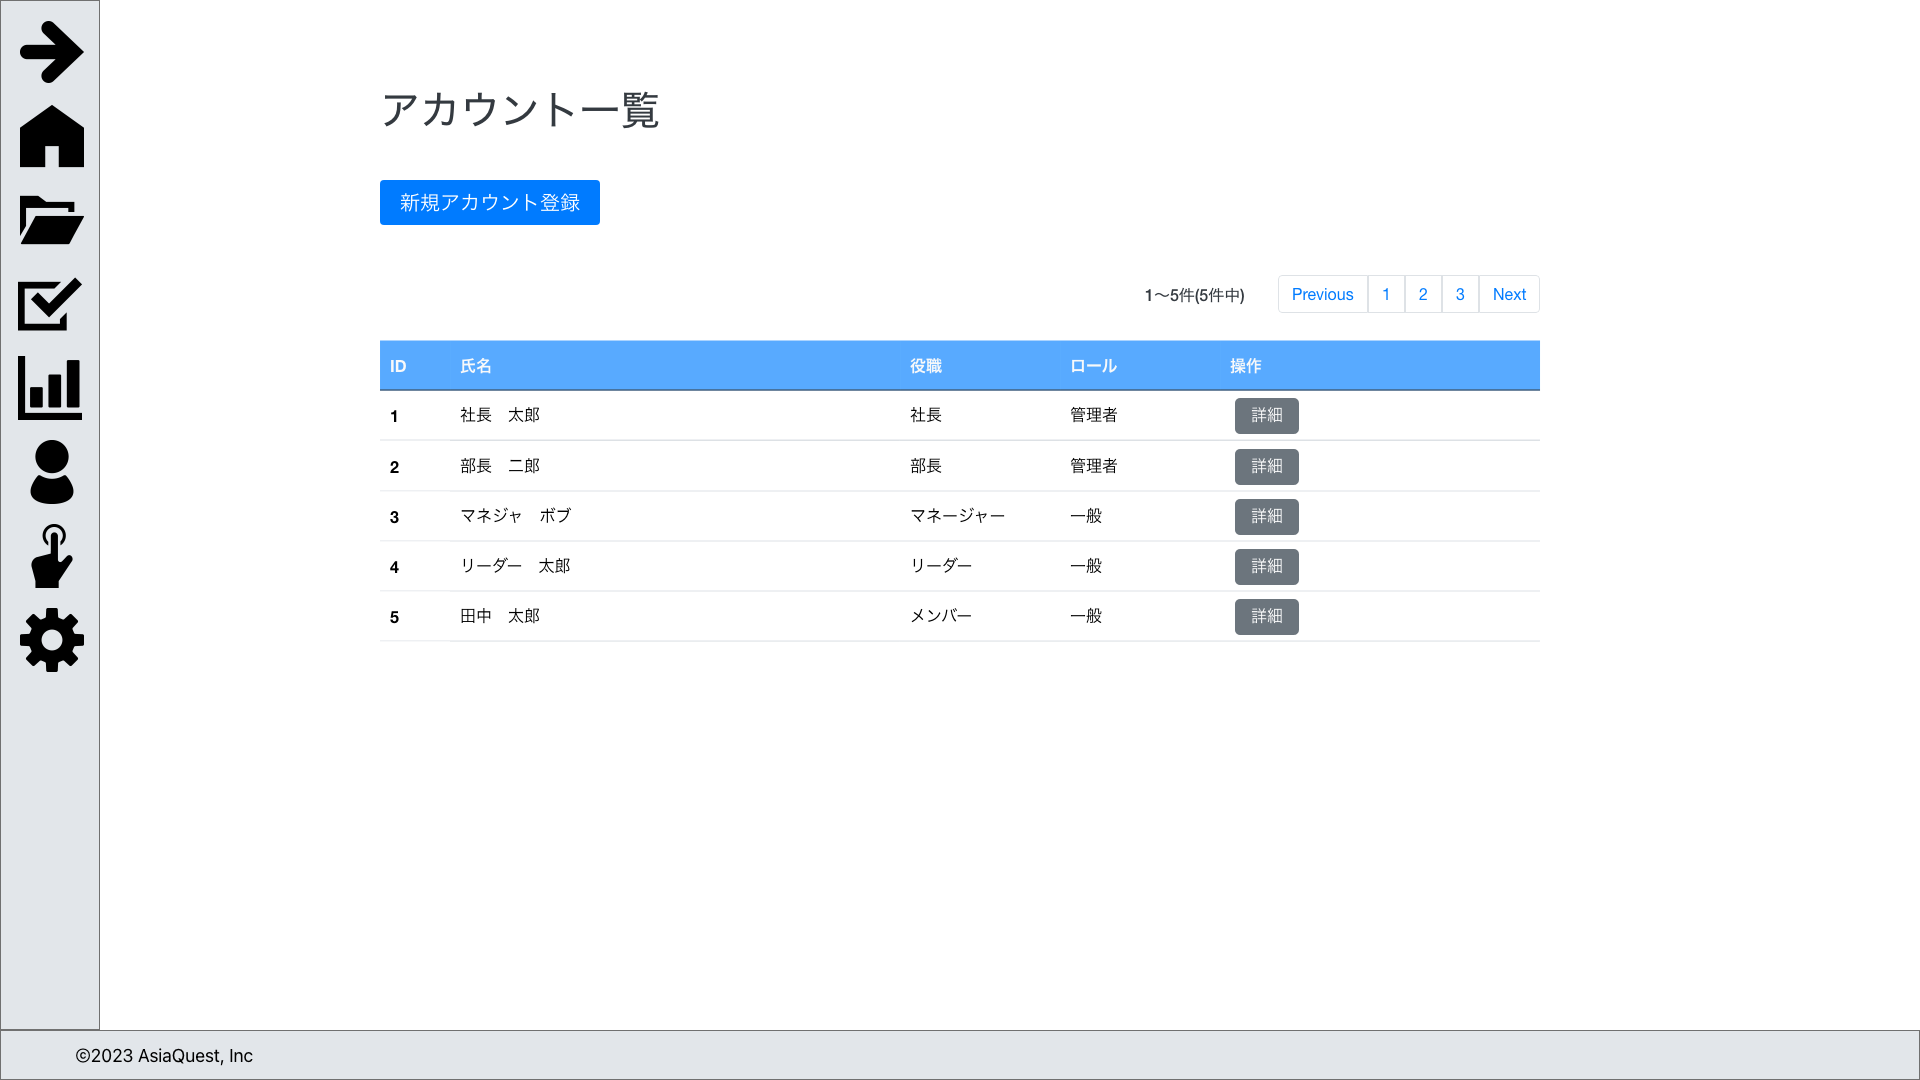 アカウント一覧
新規アカウント登録
1〜5件(5件中) Previous 1 2 3 Next
ID 氏名 役職 ロール 操作
1 社長　太郎 社長 管理者 詳細
2 部長　二郎 部長 管理者 詳細
3 マネジャ　ボブ マネージャー 一般 詳細
4 リーダー　太郎 リーダー 一般 詳細
5 田中　太郎 メンバー 一般 詳細
©2023 AsiaQuest, Inc